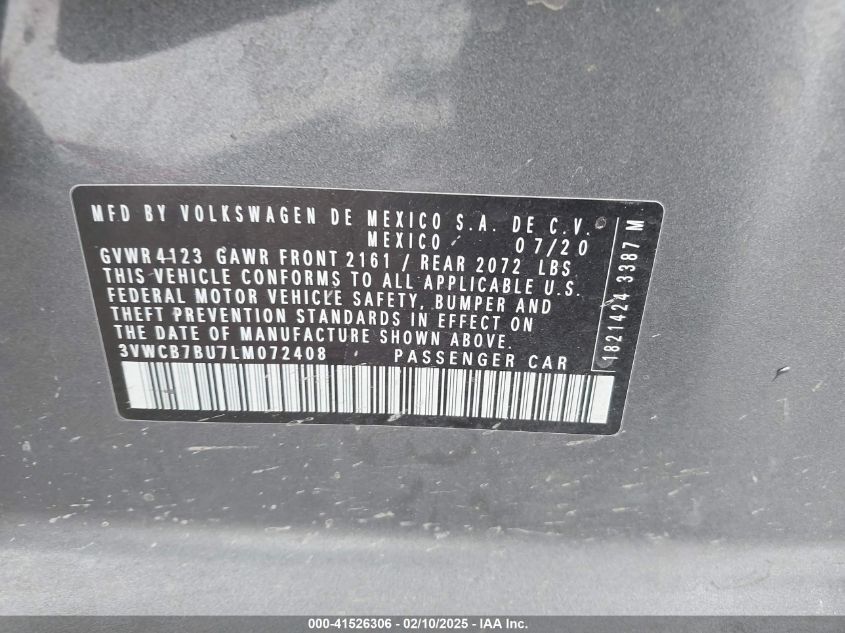 MFD BY VOLKSWAGEN DE MEXICO S.A. DE C.V.
MEXICO 07/20
GVWR 4123 GAWR FRONT 2161 / REAR 2072 LBS
THIS VEHICLE CONFORMS TO ALL APPLICABLE U.S.
FEDERAL MOTOR VEHICLE SAFETY, BUMPER AND
THEFT PREVENTION STANDARDS IN EFFECT ON
THE DATE OF MANUFACTURE SHOWN ABOVE.
3VWCB7BU7LM072408 PASSENGER CAR
1821424 3387 M
000-41526306 - 02/10/2025 - IAA Inc.